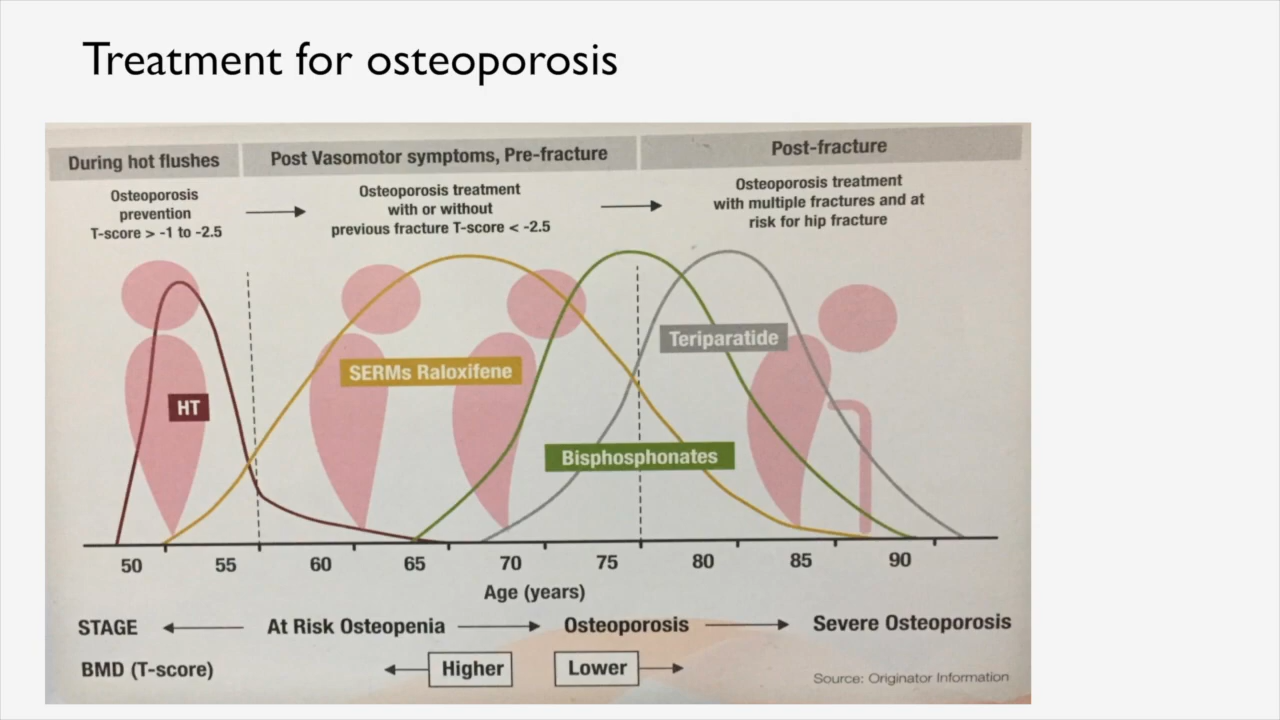 Treatment for osteoporosis
During hot flushes
Post Vasomotor symptoms, Pre-fracture
Post-fracture
Osteoporosis
prevention
T-score > -1 to -2.5
Osteoporosis treatment
with or without
previous fracture T-score < -2.5
Osteoporosis treatment
with multiple fractures and at
risk for hip fracture
HT
SERMs Raloxifene
Bisphosphonates
Teriparatide
50 55 60 65 70 75 80 85 90
Age (years)
STAGE At Risk Osteopenia Osteoporosis Severe Osteoporosis
BMD (T-score) Higher Lower
Source: Originator Information